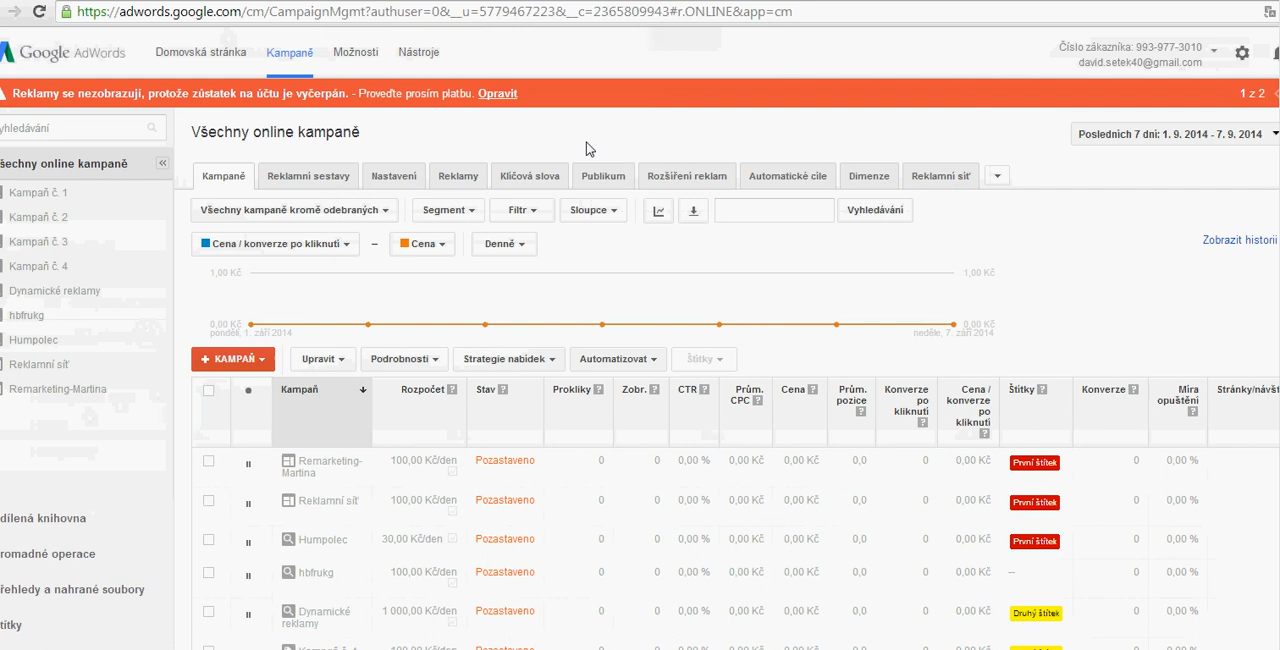 https://adwords.google.com/cm/CampaignMgmt?authuser=0&__u=5779467223&__c=2365809943#r.ONLINE&app=cm
Google AdWords
Domovská stránka Kampaně Možnosti Nástroje
Číslo zákazníka: 993-977-3010
david.setek40@gmail.com
Reklamy se nezobrazují, protože zůstatek na účtu je vyčerpán. - Proveďte prosím platbu. Opravit 1 z 2
yhledávání
Všechny online kampaně
Posledních 7 dní: 1. 9. 2014 - 7. 9. 2014
šechny online kampaně «
Kampaň č. 1
Kampaň č. 2
Kampaň č. 3
Kampaň č. 4
Dynamické reklamy
hbfrukg
Humpolec
Reklamní síť
Remarketing-Martina
dílená knihovna
romadné operace
řehledy a nahrané soubory
títky
Kampaně Reklamní sestavy Nastavení Reklamy Klíčová slova Publikum Rozšíření reklam Automatické cíle Dimenze Reklamní síť
Všechny kampaně kromě odebraných Segment Filtr Sloupce Vyhledávání
Cena / konverze po kliknutí – Cena Denně
Zobrazit historii
1,00 Kč 1,00 Kč
0,00 Kč 0,00 Kč
pondělí, 1. září 2014 neděle, 7. září 2014
+ KAMPAŇ Upravit Podrobnosti Strategie nabídek Automatizovat Štítky
Kampaň Rozpočet ? Stav ? Prokliky ? Zobr. ? CTR ? Prům. CPC ? Cena ? Prům. pozice ? Konverze po kliknutí ? Cena / konverze po kliknutí ? Štítky ? Konverze ? Míra opuštění ? Stránky/návšt
Remarketing-Martina 100,00 Kč/den Pozastaveno 0 0 0,00 % 0,00 Kč 0,00 Kč 0,0 0 0,00 Kč První štítek 0 0,00 %
Reklamní síť 100,00 Kč/den Pozastaveno 0 0 0,00 % 0,00 Kč 0,00 Kč 0,0 0 0,00 Kč První štítek 0 0,00 %
Humpolec 30,00 Kč/den Pozastaveno 0 0 0,00 % 0,00 Kč 0,00 Kč 0,0 0 0,00 Kč První štítek 0 0,00 %
hbfrukg 100,00 Kč/den Pozastaveno 0 0 0,00 % 0,00 Kč 0,00 Kč 0,0 0 0,00 Kč -- 0 0,00 %
Dynamické reklamy 1 000,00 Kč/den Pozastaveno 0 0 0,00 % 0,00 Kč 0,00 Kč 0,0 0 0,00 Kč Druhý štítek 0 0,00 %